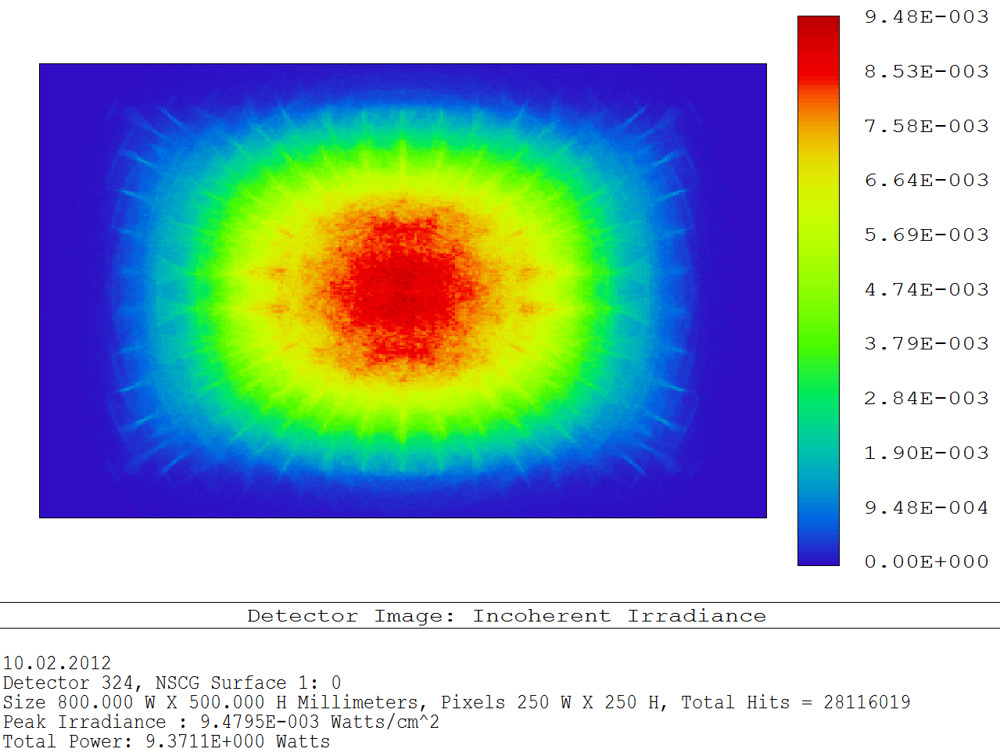 9.48E-003
8.53E-003
7.58E-003
6.64E-003
5.69E-003
4.74E-003
3.79E-003
2.84E-003
1.90E-003
9.48E-004
0.00E+000
Detector Image: Incoherent Irradiance
10.02.2012
Detector 324, NSCG Surface 1: 0
Size 800.000 W X 500.000 H Millimeters, Pixels 250 W X 250 H, Total Hits = 28116019
Peak Irradiance : 9.4795E-003 Watts/cm^2
Total Power: 9.3711E+000 Watts